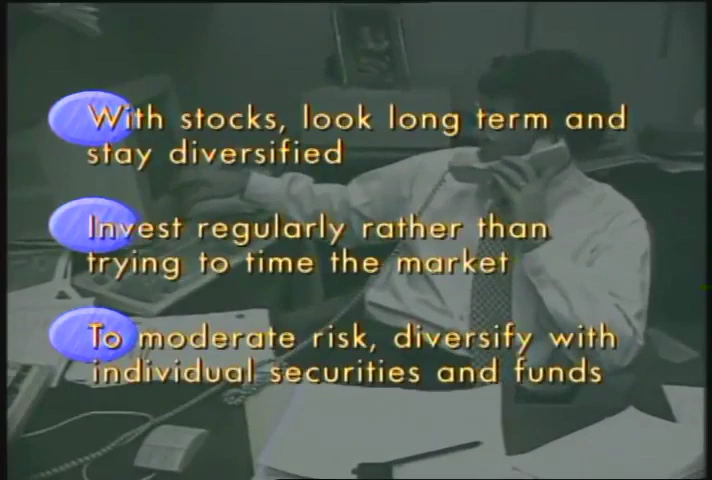 With stocks, look long term and
stay diversified
Invest regularly rather than
trying to time the market
To moderate risk, diversify with
individual securities and funds